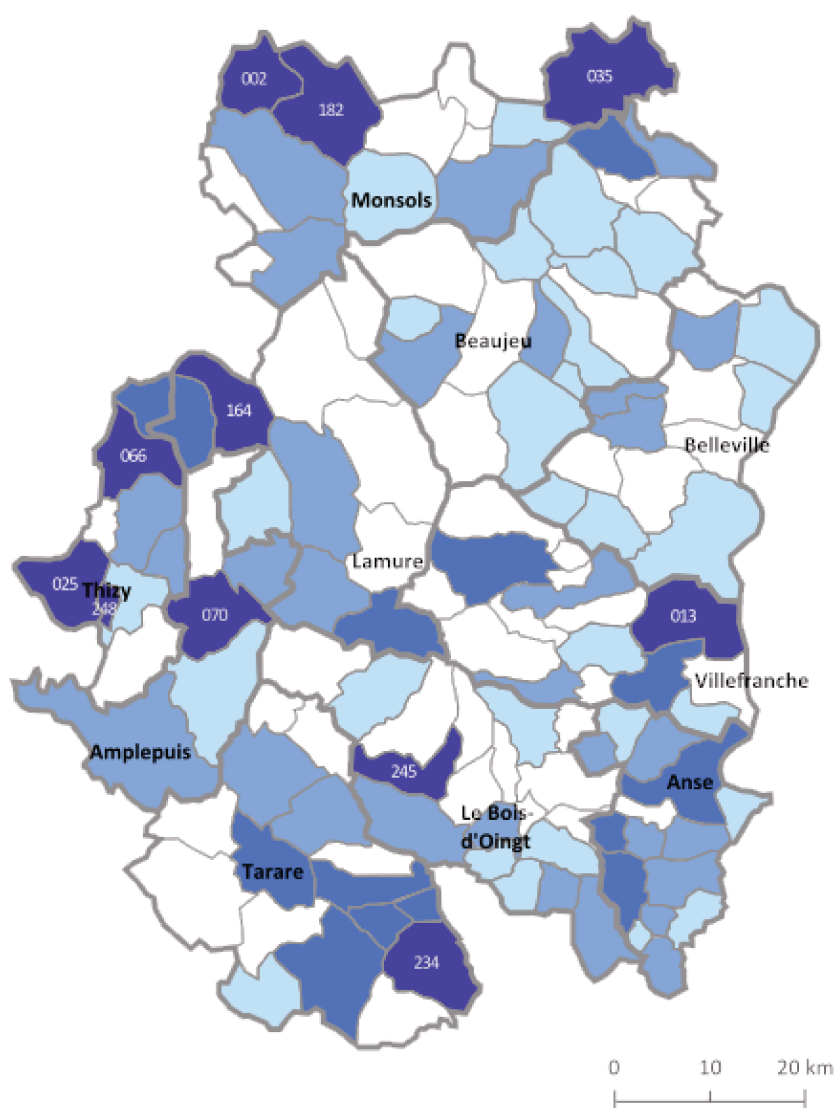 002
035
182
Monsols
Beaujeu
164
Belleville
066
Lamure
025
Thizy
248
070
013
Villefranche
Amplepuis
245
Anse
Le Bois-
d'Oingt
Tarare
234
0 10 20 km